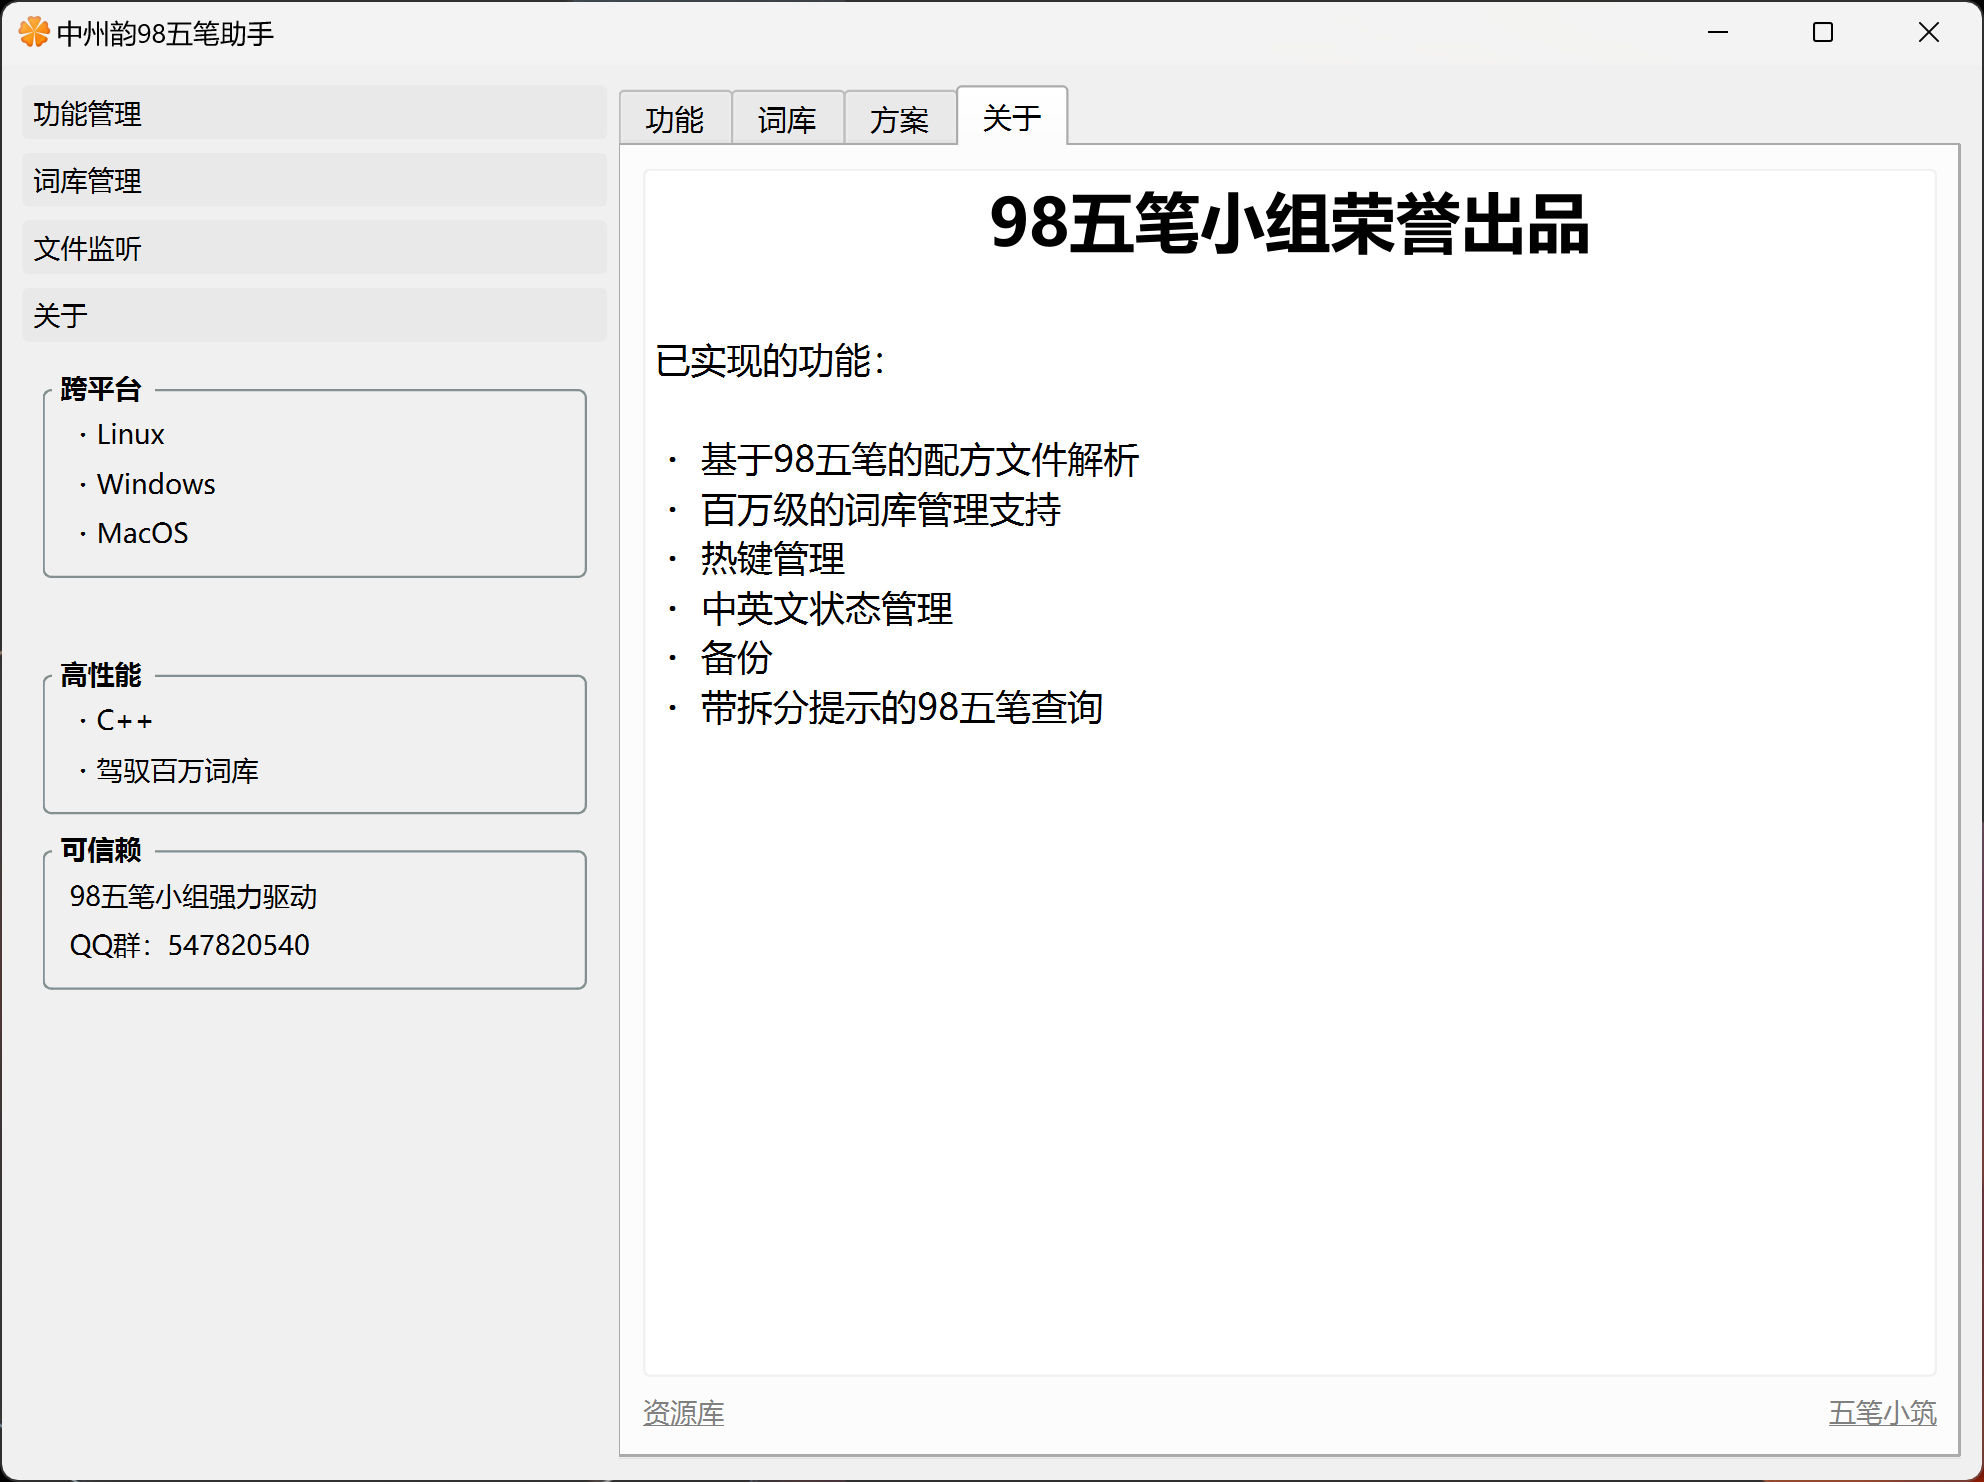 中州韵98五笔助手
功能管理
词库管理
文件监听
关于
跨平台
· Linux
· Windows
· MacOS
高性能
· C++
· 驾驭百万词库
可信赖
98五笔小组强力驱动
QQ群：547820540
功能 词库 方案 关于
98五笔小组荣誉出品
已实现的功能：
· 基于98五笔的配方文件解析
· 百万级的词库管理支持
· 热键管理
· 中英文状态管理
· 备份
· 带拆分提示的98五笔查询
资源库 五笔小筑